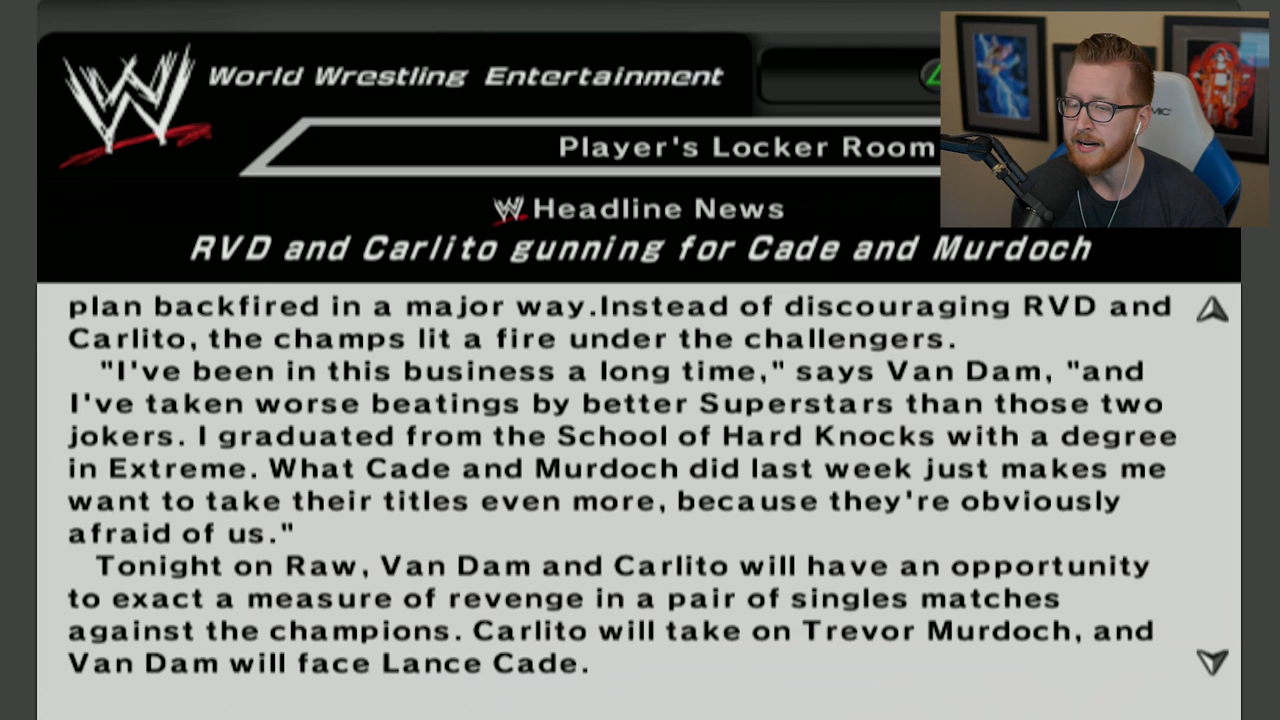 World Wrestling Entertainment
Player's Locker Room
Headline News
RVD and Carlito gunning for Cade and Murdoch
plan backfired in a major way.Instead of discouraging RVD and
Carlito, the champs lit a fire under the challengers.
"I've been in this business a long time," says Van Dam, "and
I've taken worse beatings by better Superstars than those two
jokers. I graduated from the School of Hard Knocks with a degree
in Extreme. What Cade and Murdoch did last week just makes me
want to take their titles even more, because they're obviously
afraid of us."
Tonight on Raw, Van Dam and Carlito will have an opportunity
to exact a measure of revenge in a pair of singles matches
against the champions. Carlito will take on Trevor Murdoch, and
Van Dam will face Lance Cade.